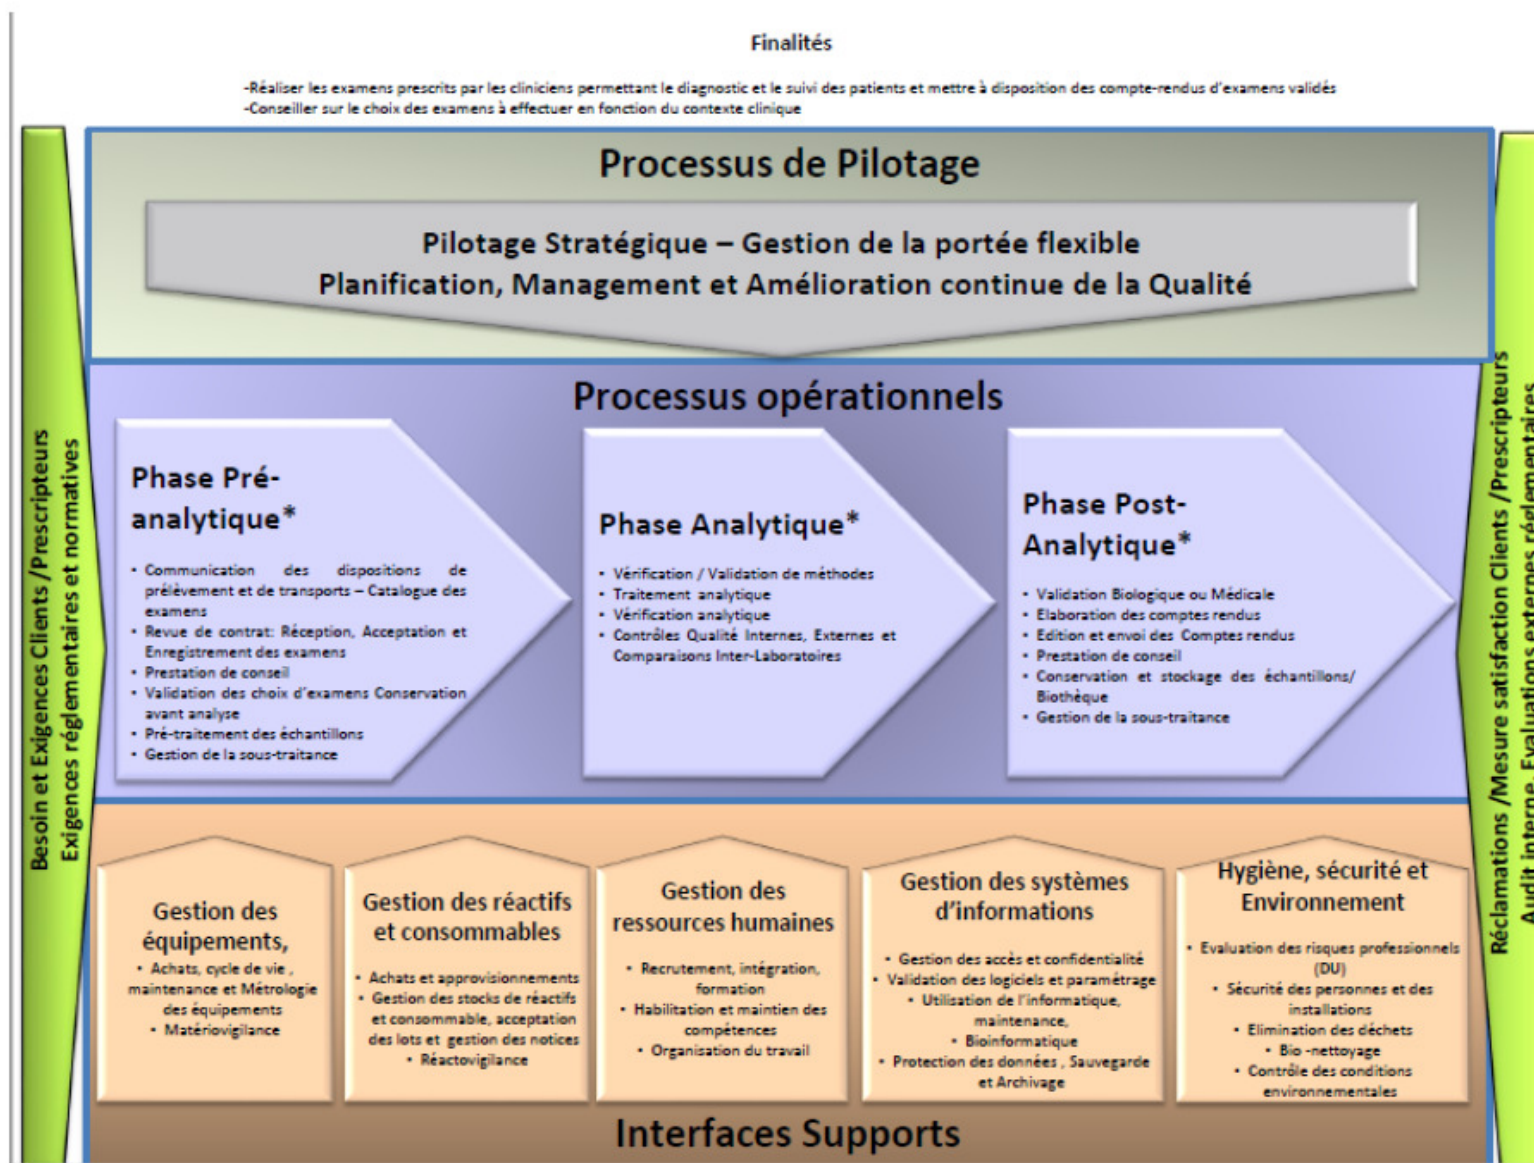 Finalités
-Réaliser les examens prescrits par les cliniciens permettant le diagnostic et le suivi des patients et mettre à disposition des compte-rendus d'examens validés
-Conseiller sur le choix des examens à effectuer en fonction du contexte clinique
Besoin et Exigences Clients /Prescripteurs
Exigences réglementaires et normatives
Processus de Pilotage
Pilotage Stratégique – Gestion de la portée flexible
Planification, Management et Amélioration continue de la Qualité
Processus opérationnels
Phase Pré-
analytique*
• Communication des dispositions de
prélèvement et de transports – Catalogue des
examens
• Revue de contrat: Réception, Acceptation et
Enregistrement des examens
• Prestation de conseil
• Validation des choix d'examens Conservation
avant analyse
• Pré-traitement des échantillons
• Gestion de la sous-traitance
Phase Analytique*
• Vérification / Validation de méthodes
• Traitement analytique
• Vérification analytique
• Contrôles Qualité Internes, Externes et
Comparaisons Inter-Laboratoires
Phase Post-
Analytique*
• Validation Biologique ou Médicale
• Elaboration des comptes rendus
• Edition et envoi des Comptes rendus
• Prestation de conseil
• Conservation et stockage des échantillons/
Biothèque
• Gestion de la sous-traitance
Gestion des
équipements,
• Achats, cycle de vie ,
maintenance et Métrologie
des équipements
• Matériovigilance
Gestion des réactifs
et consommables
• Achats et approvisionnements
• Gestion des stocks de réactifs
et consommable, acceptation
des lots et gestion des notices
• Réactovigilance
Gestion des
ressources humaines
• Recrutement, intégration,
formation
• Habilitation et maintien des
compétences
• Organisation du travail
Gestion des systèmes
d'informations
• Gestion des accès et confidentialité
• Validation des logiciels et paramétrage
• Utilisation de l'informatique,
maintenance,
• Bioinformatique
• Protection des données , Sauvegarde
et Archivage
Hygiène, sécurité et
Environnement
• Evaluation des risques professionnels
(DU)
• Sécurité des personnes et des
installations
• Elimination des déchets
• Bio -nettoyage
• Contrôle des conditions
environnementales
Interfaces Supports
Réclamations /Mesure satisfaction Clients /Prescripteurs
Audit interne, Evaluations externes réglementaires